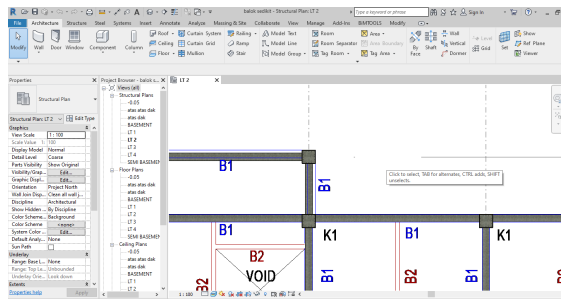 balok sedikit - Structural Plan: LT 2
Type a keyword or phrase
Sign In
File Architecture Structure Steel Systems Insert Annotate Analyze Massing & Site Collaborate View Manage Add-Ins BIMTOOLS Modify
Modify Wall Door Window Component Column
Roof Curtain System Railing Model Text Room Area
Ceiling Curtain Grid Ramp Model Line Room Separator Area Boundary
Floor Mullion Stair Model Group Tag Room Tag Area
By Face Shaft Wall Vertical Dormer
Level Grid
Set Show Ref Plane Viewer
Properties
Structural Plan
Structural Plan: LT 2 Edit Type
Graphics
View Scale 1 : 100
Scale Value 1: 100
Display Model Normal
Detail Level Coarse
Parts Visibility Show Original
Visibility/Grap... Edit...
Graphic Displ... Edit...
Orientation Project North
Wall Join Disp... Clean all wall j...
Discipline Architectural
Show Hidden ... By Discipline
Color Scheme... Background
Color Scheme <none>
System Color ... Edit...
Default Analy... None
Sun Path
Underlay
Range: Base L... None
Range: Top Le... Unbounded
Underlay Orie... Look down
Extents
Properties help Apply
Project Browser - balok s...
Views (all)
Structural Plans
-0.05
atas atas dak
atas dak
BASEMENT
LT 1
LT 2
LT 3
LT 4
SEMI BASEMEN
Floor Plans
-0.05
atas atas dak
atas dak
BASEMENT
LT 1
LT 2
LT 3
LT 4
SEMI BASEMEN
Ceiling Plans
-0.05
atas atas dak
atas dak
BASEMENT
LT 1
LT 2
LT 2
B1
B1
Click to select, TAB for alternates, CTRL adds, SHIFT
unselects.
B1 K1 B1 K1
B2
VOID
B2 B1 B2 B1
1 : 100